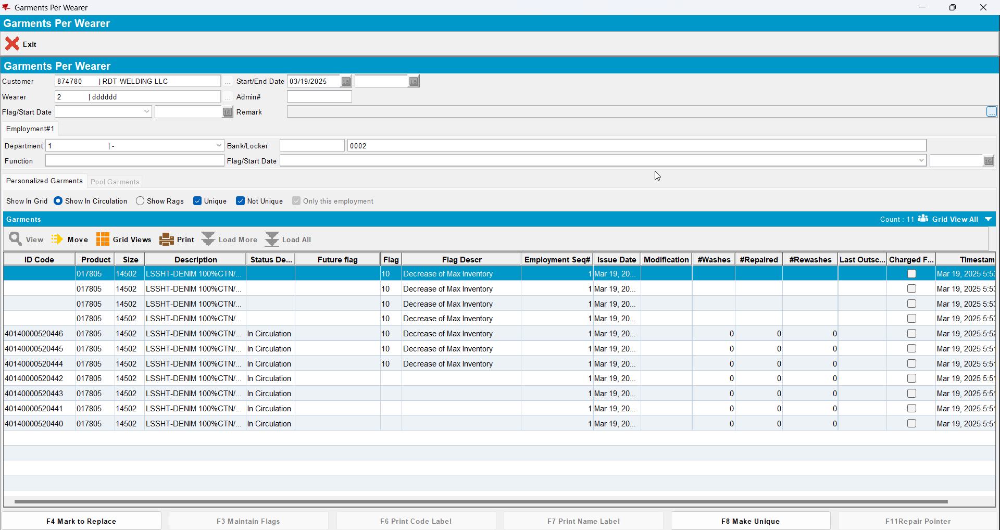 Garments Per Wearer
Garments Per Wearer
Exit
Garments Per Wearer
Customer 874780 | RDT WELDING LLC ... Start/End Date 03/19/2025 16 16
Wearer 2 | dddddd ... Admin#
Flag/Start Date 16 Remark ...
Employment#1
Department 1 | - Bank/Locker 0002
Function Flag/Start Date 16
Personalized Garments Pool Garments
Show In Grid Show In Circulation Show Rags Unique Not Unique Only this employment
Garments Count : 11 Grid View All
View Move Grid Views Print Load More Load All
ID Code Product Size Description Status De... Future flag Flag Flag Descr Employment Seq# Issue Date Modification #Washes #Repaired #Rewashes Last Outsc... Charged F... Timestam
017805 14502 LSSHT-DENIM 100%CTN/... 10 Decrease of Max Inventory 1 Mar 19, 20... Mar 19, 2025 5:53
017805 14502 LSSHT-DENIM 100%CTN/... 10 Decrease of Max Inventory 1 Mar 19, 20... Mar 19, 2025 5:53
017805 14502 LSSHT-DENIM 100%CTN/... 10 Decrease of Max Inventory 1 Mar 19, 20... Mar 19, 2025 5:53
017805 14502 LSSHT-DENIM 100%CTN/... 10 Decrease of Max Inventory 1 Mar 19, 20... Mar 19, 2025 5:53
40140000520446 017805 14502 LSSHT-DENIM 100%CTN/... In Circulation 10 Decrease of Max Inventory 1 Mar 19, 20... 0 0 0 Mar 19, 2025 5:52
40140000520445 017805 14502 LSSHT-DENIM 100%CTN/... In Circulation 10 Decrease of Max Inventory 1 Mar 19, 20... 0 0 0 Mar 19, 2025 5:51
40140000520444 017805 14502 LSSHT-DENIM 100%CTN/... In Circulation 10 Decrease of Max Inventory 1 Mar 19, 20... 0 0 0 Mar 19, 2025 5:51
40140000520442 017805 14502 LSSHT-DENIM 100%CTN/... In Circulation 1 Mar 19, 20... 0 0 0 Mar 19, 2025 5:51
40140000520443 017805 14502 LSSHT-DENIM 100%CTN/... In Circulation 1 Mar 19, 20... 0 0 0 Mar 19, 2025 5:51
40140000520441 017805 14502 LSSHT-DENIM 100%CTN/... In Circulation 1 Mar 19, 20... 0 0 0 Mar 19, 2025 5:51
40140000520440 017805 14502 LSSHT-DENIM 100%CTN/... In Circulation 1 Mar 19, 20... 0 0 0 Mar 19, 2025 5:51
F4 Mark to Replace F3 Maintain Flags F6 Print Code Label F7 Print Name Label F8 Make Unique F11Repair Pointer